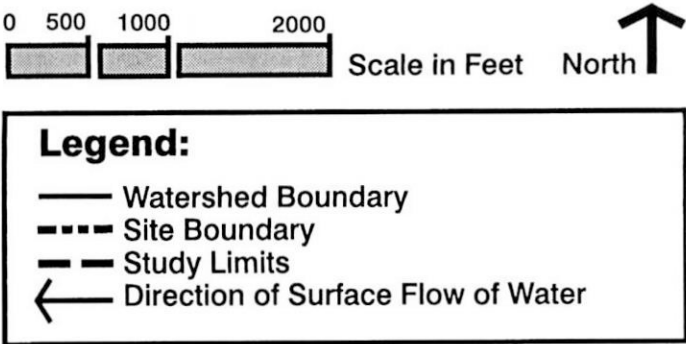 0 500 1000 2000
Scale in Feet North
Legend:
Watershed Boundary
Site Boundary
Study Limits
Direction of Surface Flow of Water